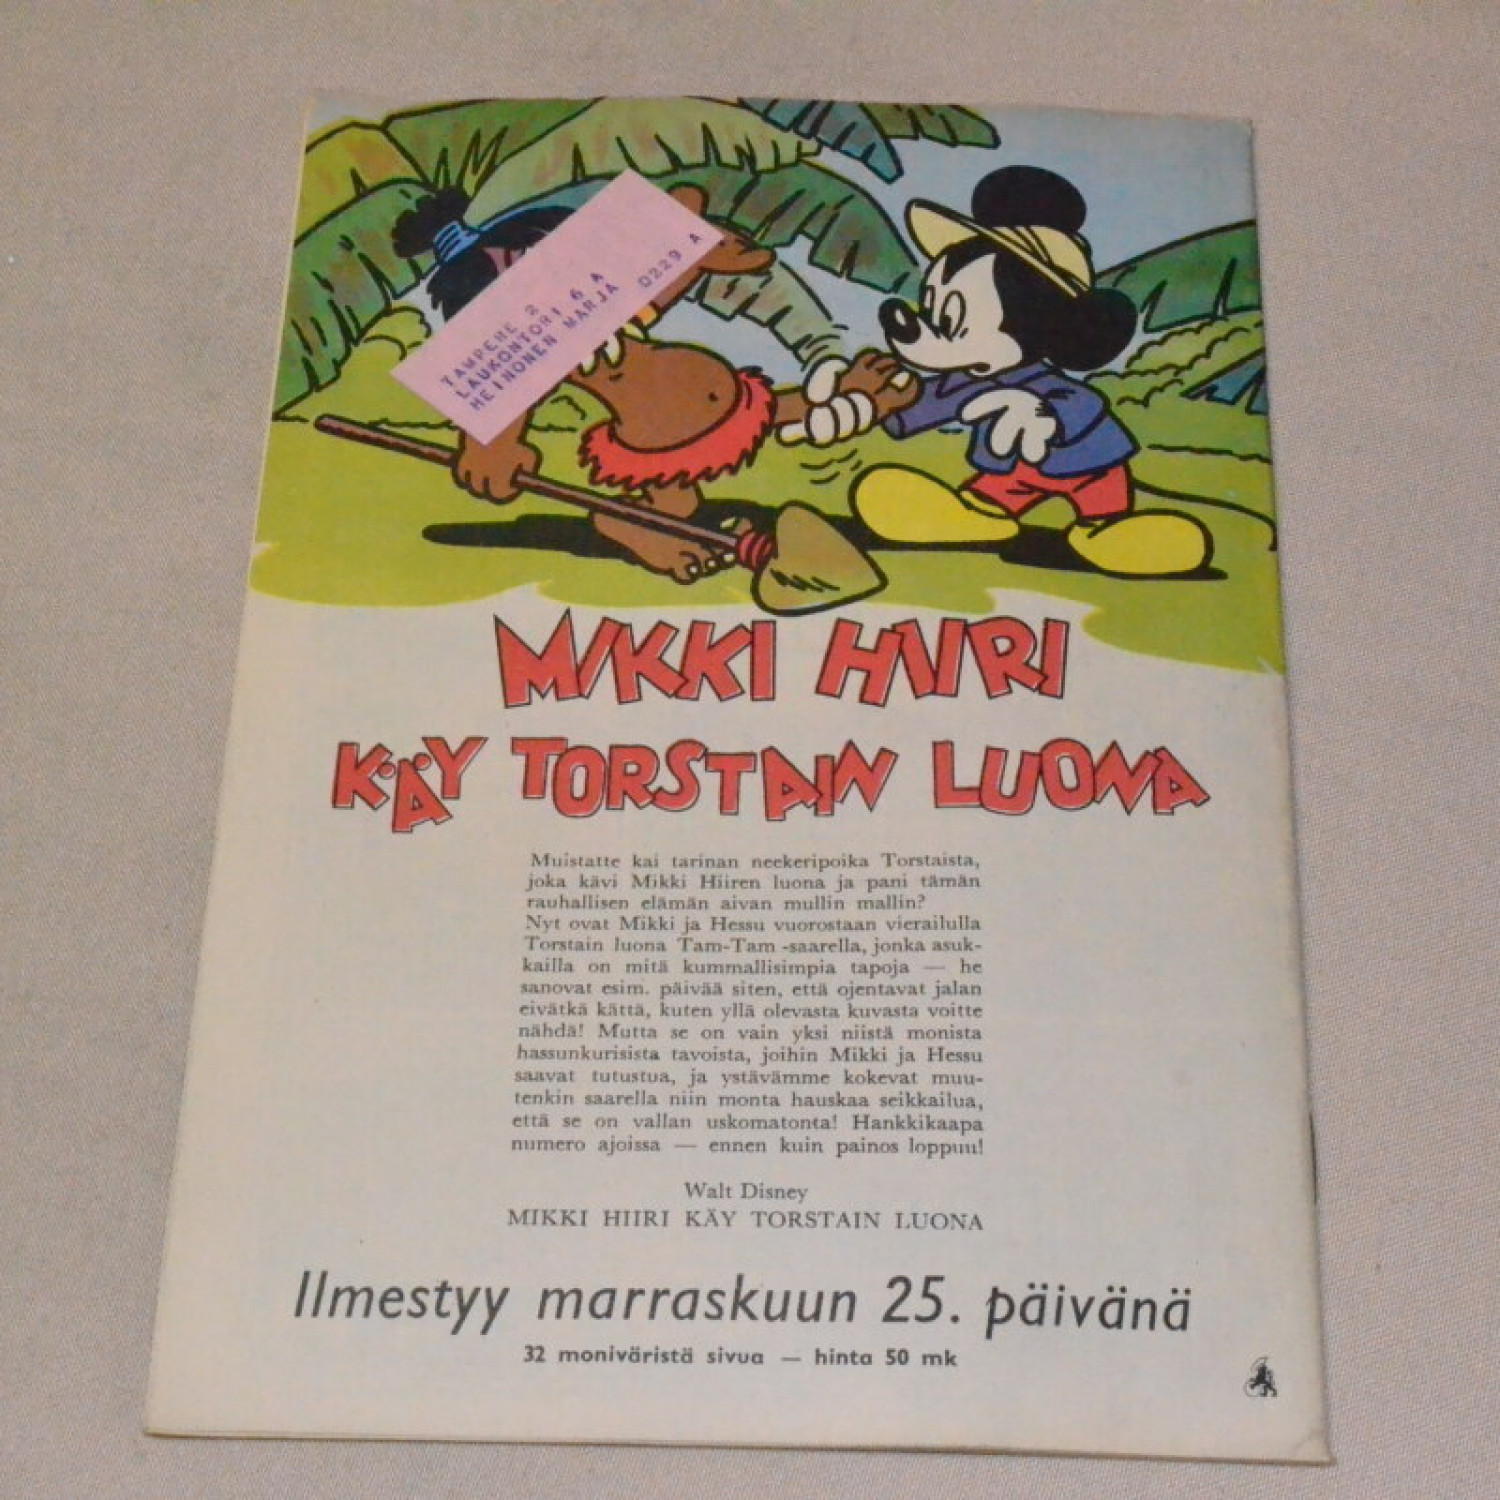 TAMPERE 2
LAUKONTORI 6 A
HEINONEN MARJA 0229 A
MIKKI HIIRI
KÄY TORSTAIN LUONA
Muistatte kai tarinan neekeripoika Torstaista,
joka kävi Mikki Hiiren luona ja pani tämän
rauhallisen elämän aivan mullin mallin?
Nyt ovat Mikki ja Hessu vuorostaan vierailulla
Torstain luona Tam-Tam -saarella, jonka asuk-
kailla on mitä kummallisimpia tapoja — he
sanovat esim. päivää siten, että ojentavat jalan
eivätkä kättä, kuten yllä olevasta kuvasta voitte
nähdä! Mutta se on vain yksi niistä monista
hassunkurisista tavoista, joihin Mikki ja Hessu
saavat tutustua, ja ystävämme kokevat muu-
tenkin saarella niin monta hauskaa seikkailua,
että se on vallan uskomatonta! Hankkikaapa
numero ajoissa — ennen kuin painos loppuu!
Walt Disney
MIKKI HIIRI KÄY TORSTAIN LUONA
Ilmestyy marraskuun 25. päivänä
32 moniväristä sivua — hinta 50 mk